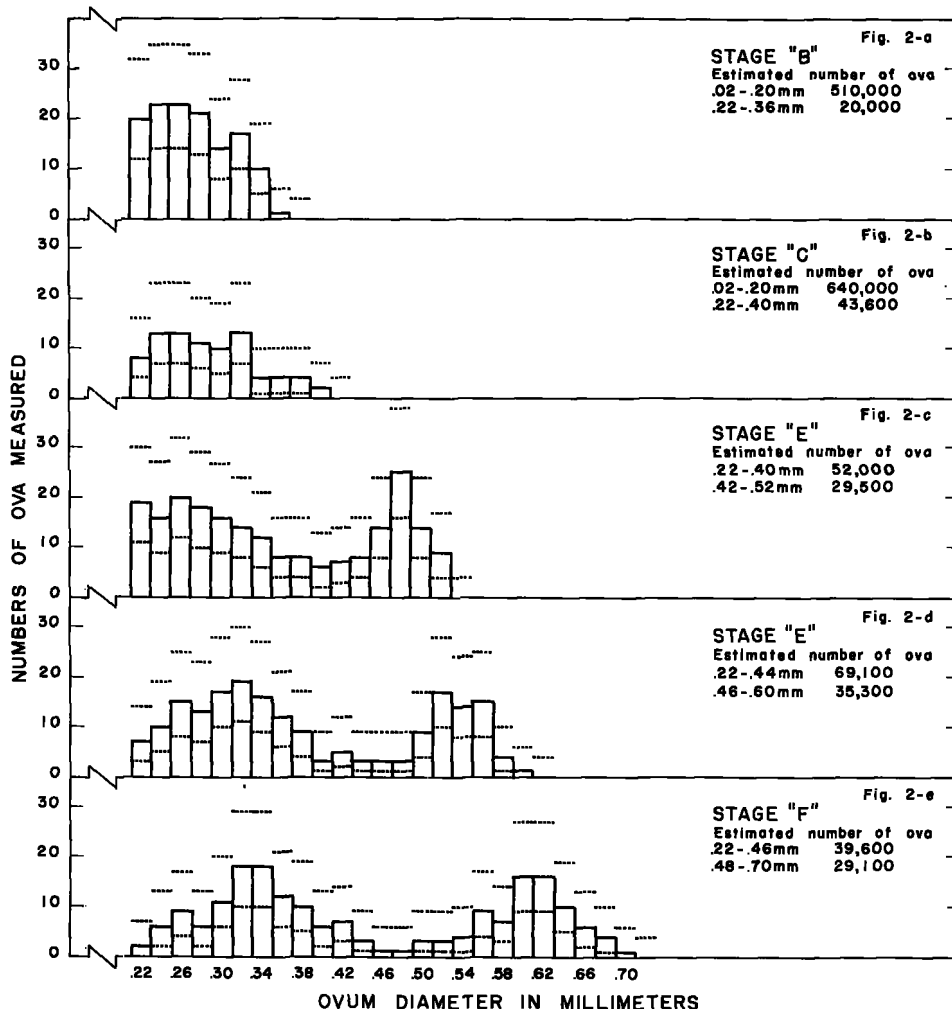 Fig. 2-a
STAGE "B"
Estimated number of ova
.02-.20mm 510,000
.22-.36mm 20,000
30
20
10
0
Fig. 2-b
STAGE "C"
Estimated number of ova
.02-.20mm 640,000
.22-.40mm 43,600
30
20
10
0
Fig. 2-c
STAGE "E"
Estimated number of ova
.22-.40mm 52,000
.42-.52mm 29,500
30
20
10
0
Fig. 2-d
STAGE "E"
Estimated number of ova
.22-.44mm 69,100
.46-.60mm 35,300
30
20
10
0
Fig. 2-e
STAGE "F"
Estimated number of ova
.22-.46mm 39,600
.48-.70mm 29,100
30
20
10
0
NUMBERS OF OVA MEASURED
.22 .26 .30 .34 .38 .42 .46 .50 .54 .58 .62 .66 .70
OVUM DIAMETER IN MILLIMETERS